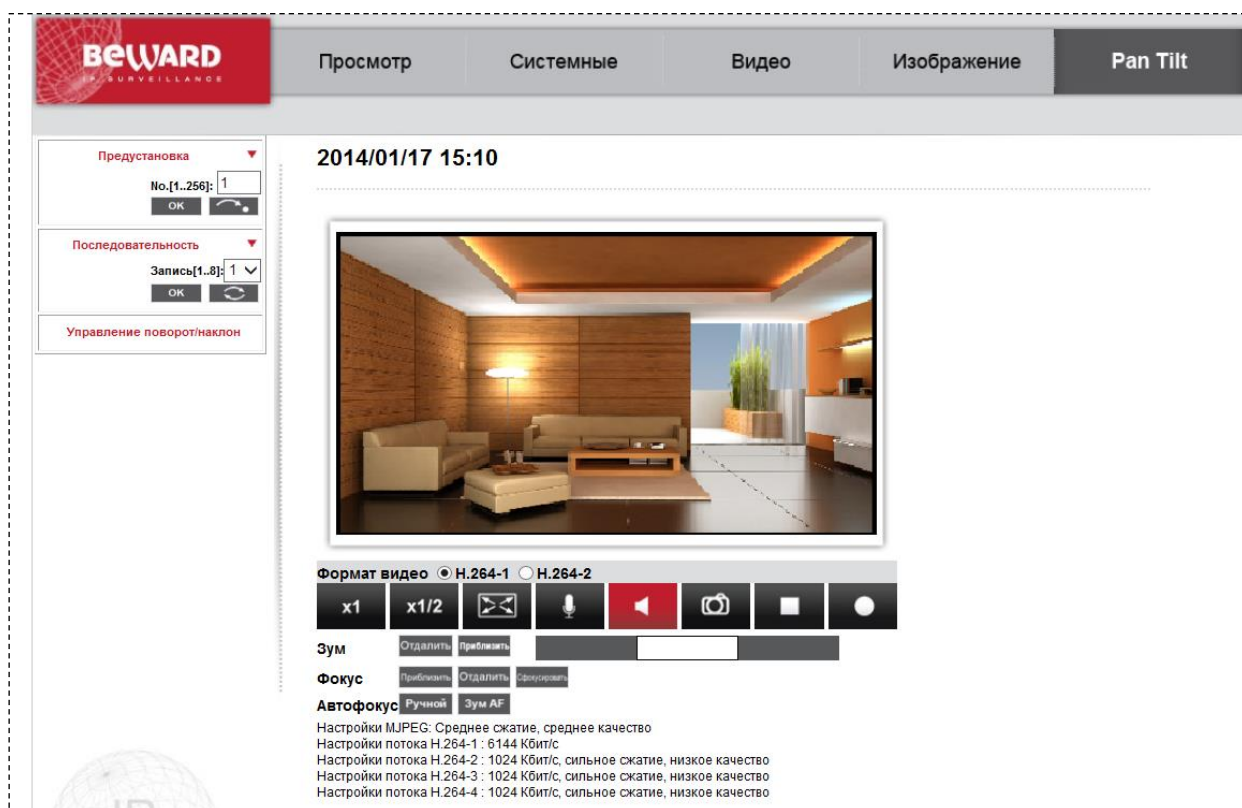 BEWARD
IP SURVEILLANCE
Просмотр
Системные
Видео
Изображение
Pan Tilt
Предустановка
No.[1..256]: 1
ОК
Последовательность
Запись[1..8]: 1
ОК
Управление поворот/наклон
2014/01/17 15:10
Формат видео H.264-1 H.264-2
x1 x1/2
Зум Отдалить Приблизить
Фокус Приблизить Отдалить Сфокусировать
Автофокус Ручной Зум AF
Настройки MJPEG: Среднее сжатие, среднее качество
Настройки потока H.264-1 : 6144 Кбит/с
Настройки потока H.264-2 : 1024 Кбит/с, сильное сжатие, низкое качество
Настройки потока H.264-3 : 1024 Кбит/с, сильное сжатие, низкое качество
Настройки потока H.264-4 : 1024 Кбит/с, сильное сжатие, низкое качество
IP